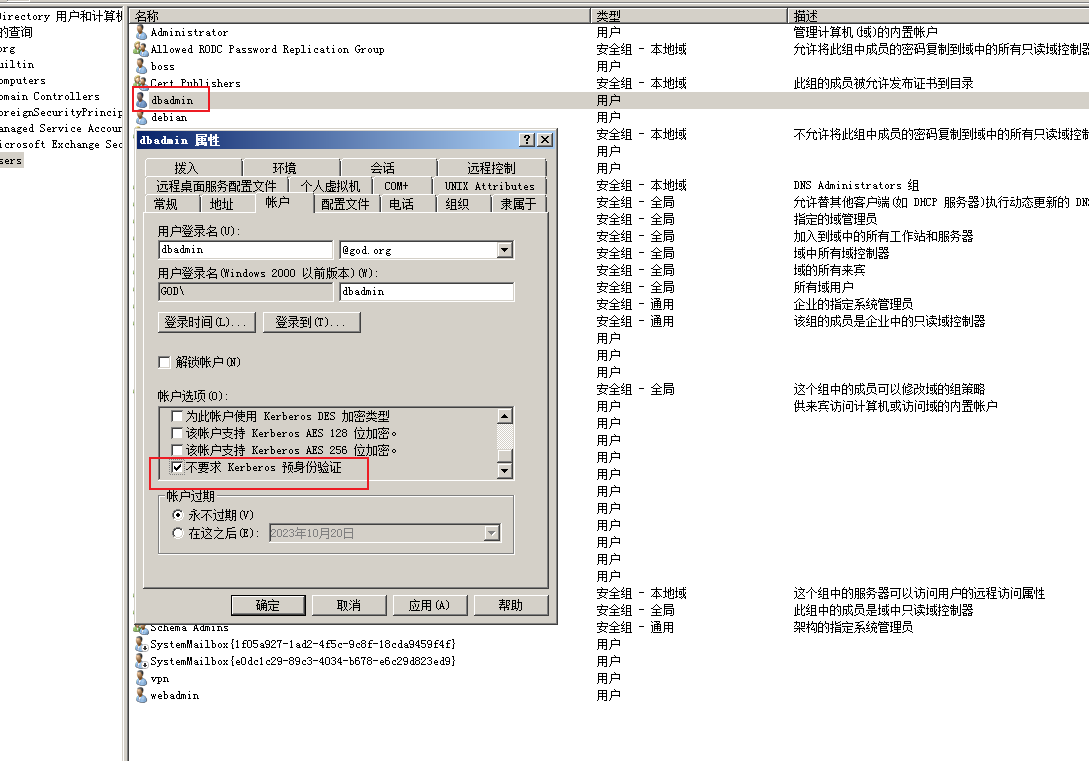 Directory 用户和计算机
的查询
org
uiltin
omputers
omain Controllers
oreignSecurityPrincip
anaged Service Accour
icrosoft Exchange Sec
sers
名称 类型 描述
Administrator 用户 管理计算机(域)的内置帐户
Allowed RODC Password Replication Group 安全组 - 本地域 允许将此组中成员的密码复制到域中的所有只读域控制器
boss 用户
Cert Publishers 安全组 - 本地域 此组的成员被允许发布证书到目录
dbadmin 用户
debian 用户
安全组 - 本地域 不允许将此组中成员的密码复制到域中的所有只读域控制
用户
用户
安全组 - 本地域 DNS Administrators 组
安全组 - 全局 允许替其他客户端(如 DHCP 服务器)执行动态更新的 DNS
安全组 - 全局 指定的域管理员
安全组 - 全局 加入到域中的所有工作站和服务器
安全组 - 全局 域中所有域控制器
安全组 - 全局 域的所有来宾
安全组 - 全局 所有域用户
安全组 - 通用 企业的指定系统管理员
安全组 - 通用 该组的成员是企业中的只读域控制器
用户
用户
用户
安全组 - 全局 这个组中的成员可以修改域的组策略
用户 供来宾访问计算机或访问域的内置帐户
用户
用户
用户
用户
用户
用户
用户
用户
用户
用户
安全组 - 本地域 这个组中的服务器可以访问用户的远程访问属性
安全组 - 全局 此组中的成员是域中只读域控制器
Schema Admins 安全组 - 通用 架构的指定系统管理员
SystemMailbox{1f05a927-1ad2-4f5c-9c8f-18cda9459f4f} 用户
SystemMailbox{e0dc1c29-89c3-4034-b678-e6c29d823ed9} 用户
vpn 用户
webadmin 用户
dbadmin 属性
拨入 环境 会话 远程控制
远程桌面服务配置文件 个人虚拟机 COM+ UNIX Attributes
常规 地址 帐户 配置文件 电话 组织 隶属于
用户登录名(U):
dbadmin @god.org
用户登录名(Windows 2000 以前版本)(W):
GOD\ dbadmin
登录时间(L)... 登录到(T)...
解锁帐户(N)
帐户选项(O):
为此帐户使用 Kerberos DES 加密类型
该帐户支持 Kerberos AES 128 位加密。
该帐户支持 Kerberos AES 256 位加密。
不要求 Kerberos 预身份验证
帐户过期
永不过期(V)
在这之后(E): 2023年10月20日
确定 取消 应用(A) 帮助